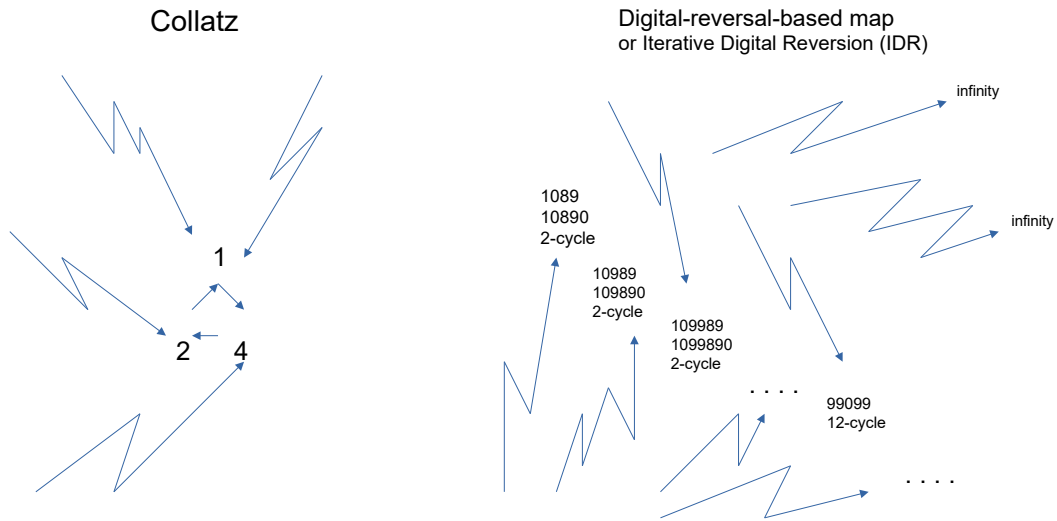 Collatz
1
2
4
Digital-reversal-based map
or Iterative Digital Reversion (IDR)
infinity
infinity
1089
10890
2-cycle
10989
109890
2-cycle
109989
1099890
2-cycle
. . . .
99099
12-cycle
. . . .